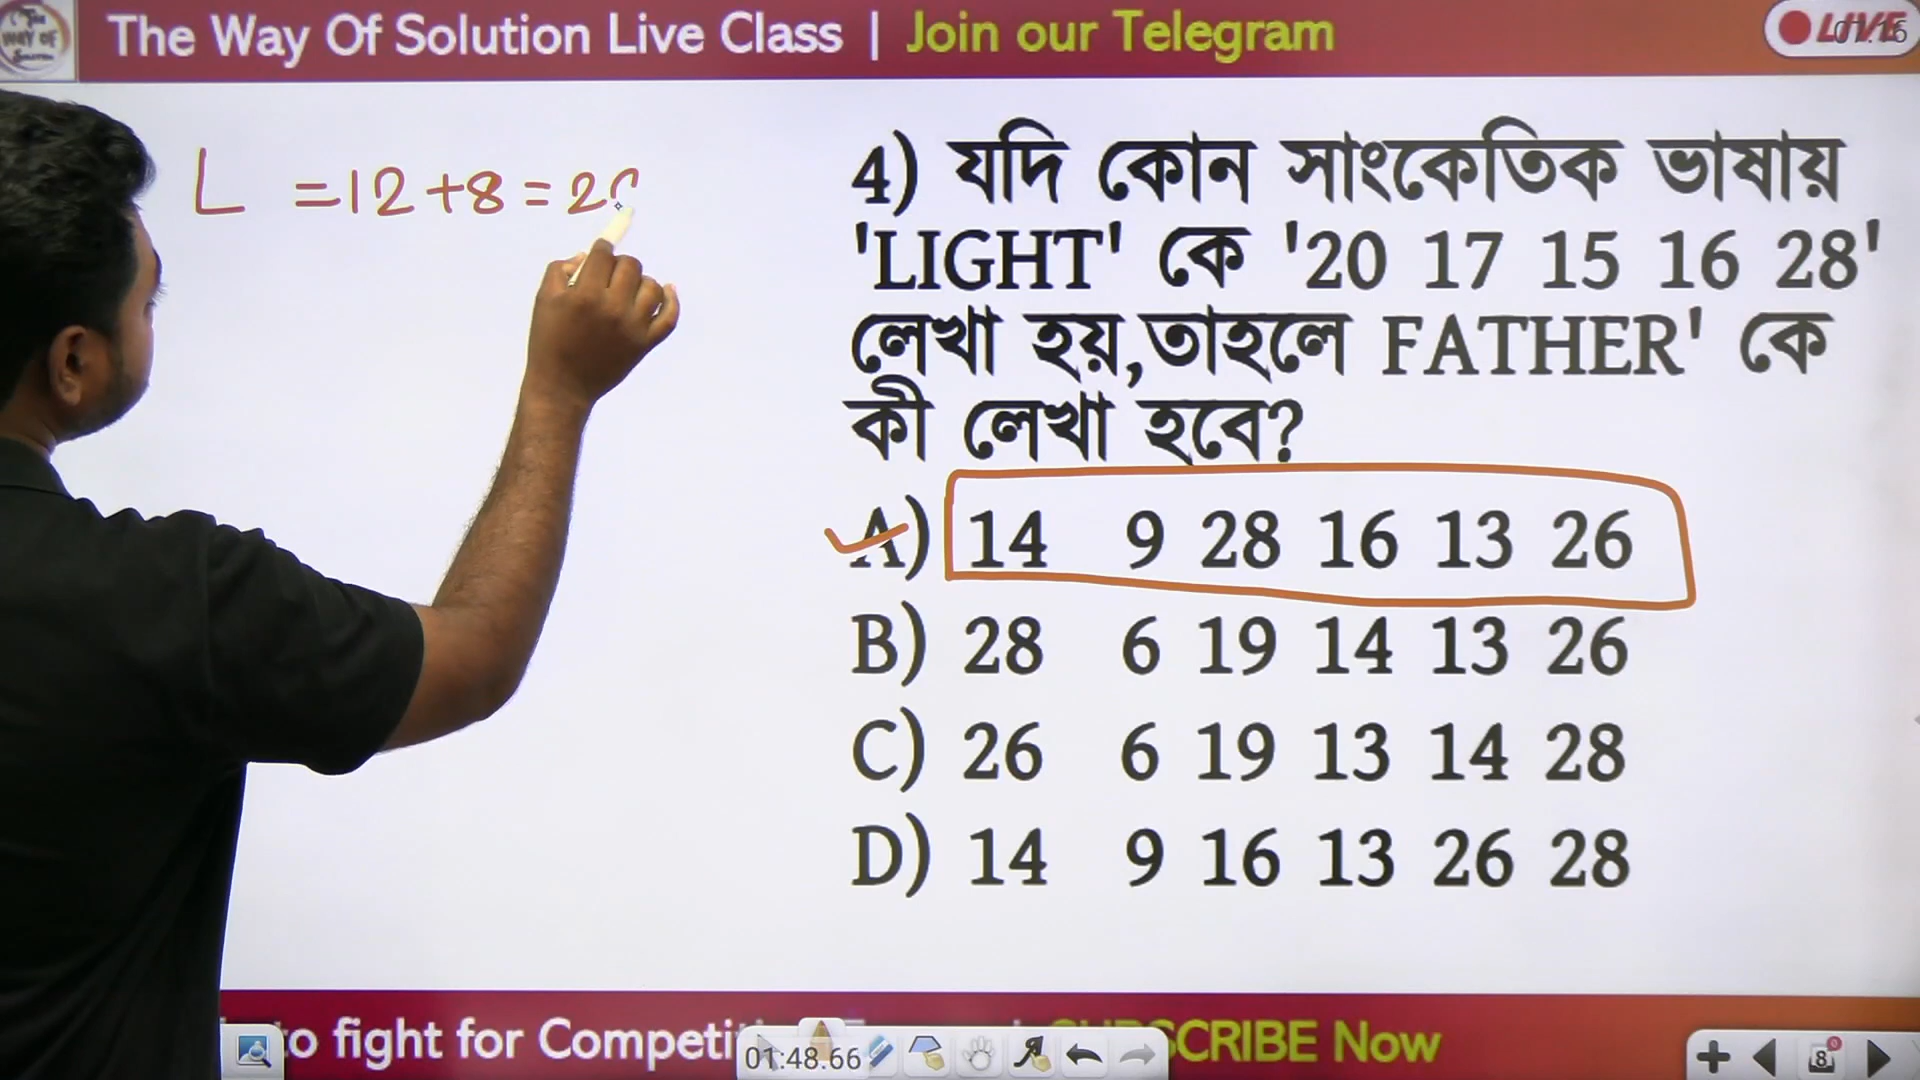 The Way Of Solution Live Class | Join our Telegram
LIVE
L = 12 + 8 = 20
4) যদি কোন সাংকেতিক ভাষায়
'LIGHT' কে '20 17 15 16 28'
লেখা হয়,তাহলে FATHER' কে
কী লেখা হবে?
A) 14 9 28 16 13 26
B) 28 6 19 14 13 26
C) 26 6 19 13 14 28
D) 14 9 16 13 26 28
to fight for
CRIBE Now
01:48.66
8